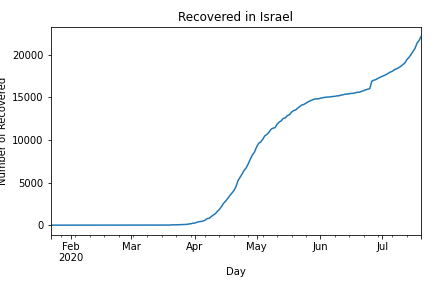 Recovered in Israel
Number of Recovered
20000
15000
10000
5000
0
Feb
2020
Mar
Apr
May
Jun
Jul
Day